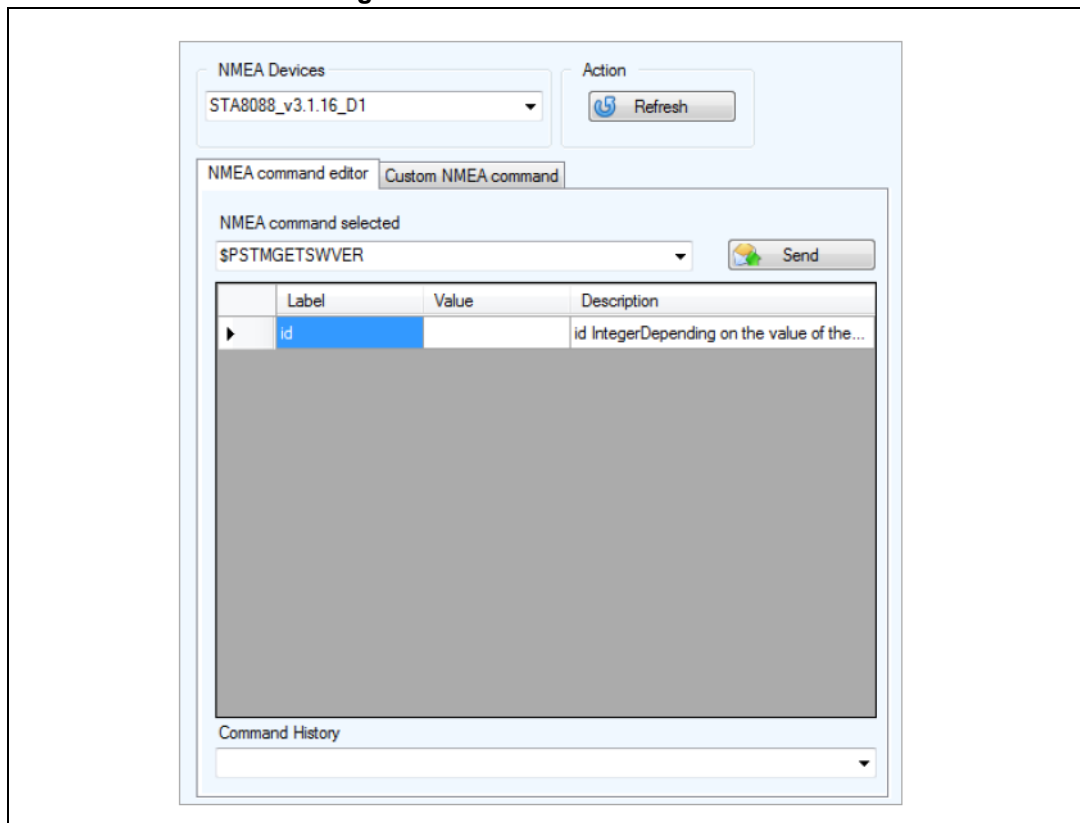 NMEA Devices
Action
STA8088_v3.1.16_D1
Refresh
NMEA command editor
Custom NMEA command
NMEA command selected
$PSTMGETSWVER
Send
Label Value Description
id id IntegerDepending on the value of the...
Command History